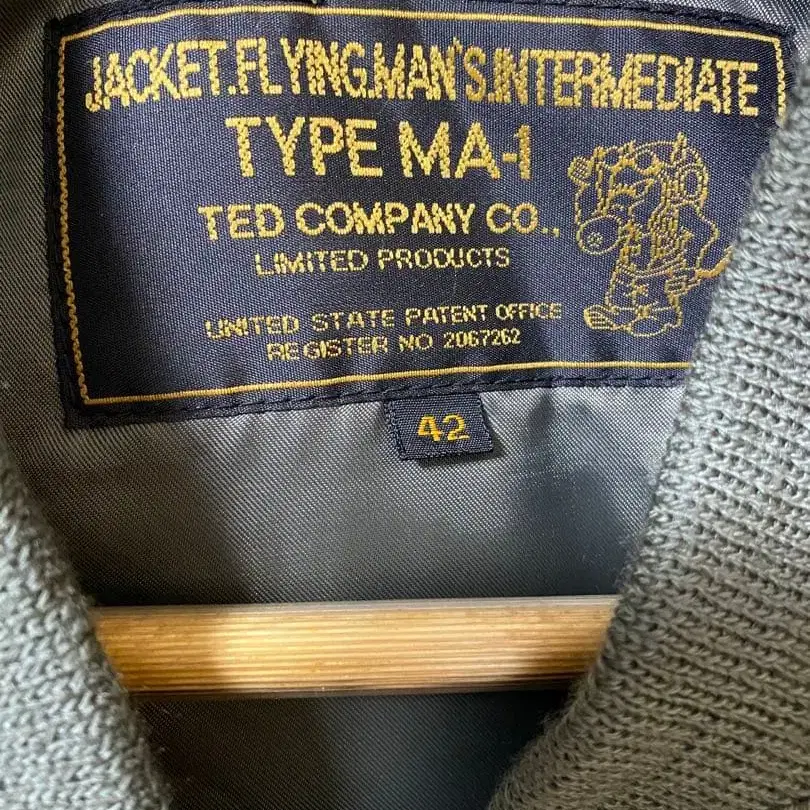 JACKET.FLYING.MAN'S.INTERMEDIATE
TYPE MA-1
TED COMPANY CO.,
LIMITED PRODUCTS
UNITED STATE PATENT OFFICE
REGISTER NO 2067262
42